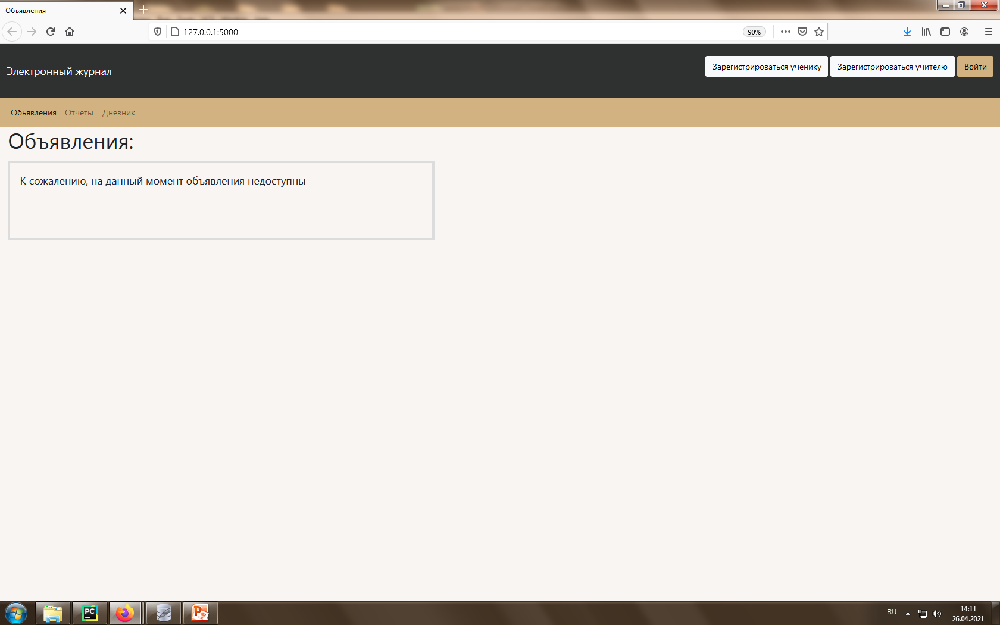 Объявления
127.0.0.1:5000
90%
Электронный журнал
Зарегистрироваться ученику
Зарегистрироваться учителю
Войти
Обьявления Отчеты Дневник
Объявления:
К сожалению, на данный момент объявления недоступны
PC
P
RU
14:11
26.04.2021